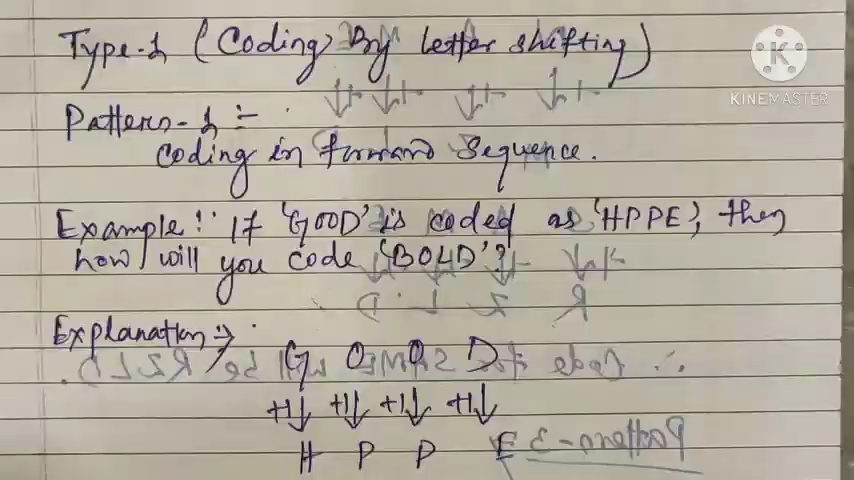 Type-1 (Coding By letter shifting)
K
KINEMASTER
Pattern-1 :-
Coding in forward Sequence.
Example:- If 'GOOD' is coded as 'HPPE', then
how will you code 'BOLD'?
Explanation :-
G O O D
+1↓ +1↓ +1↓ +1↓
H P P E